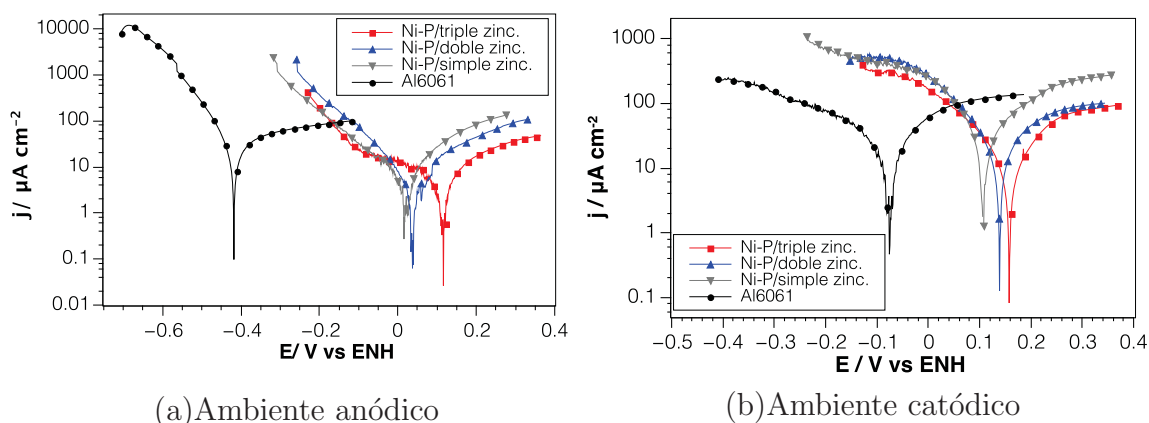 10000
1000
100
10
1
0.1
0.01
j / µA cm⁻²
Ni-P/triple zinc.
Ni-P/doble zinc.
Ni-P/simple zinc.
Al6061
−0.6 −0.4 −0.2 0 0.2 0.4
E/ V vs ENH
(a)Ambiente anódico
1000
100
10
1
0.1
j / µA cm⁻²
Ni-P/triple zinc.
Ni-P/doble zinc.
Ni-P/simple zinc.
Al6061
−0.5 −0.4 −0.3 −0.2 −0.1 0 0.1 0.2 0.3 0.4
E / V vs ENH
(b)Ambiente catódico